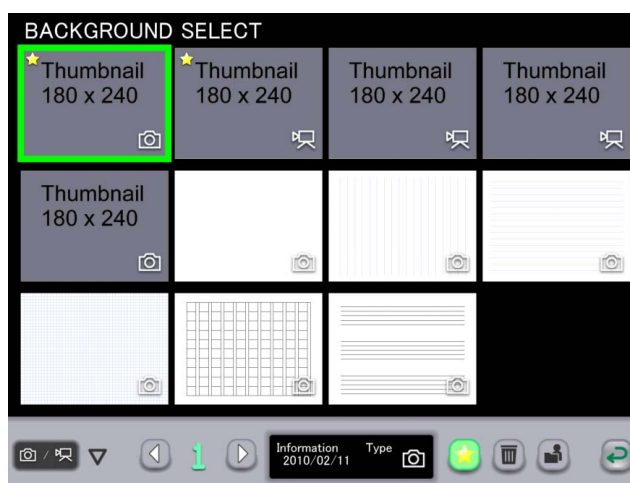 BACKGROUND SELECT
Thumbnail
180 x 240
Thumbnail
180 x 240
Thumbnail
180 x 240
Thumbnail
180 x 240
Thumbnail
180 x 240
/
1
Information
2010/02/11
Type